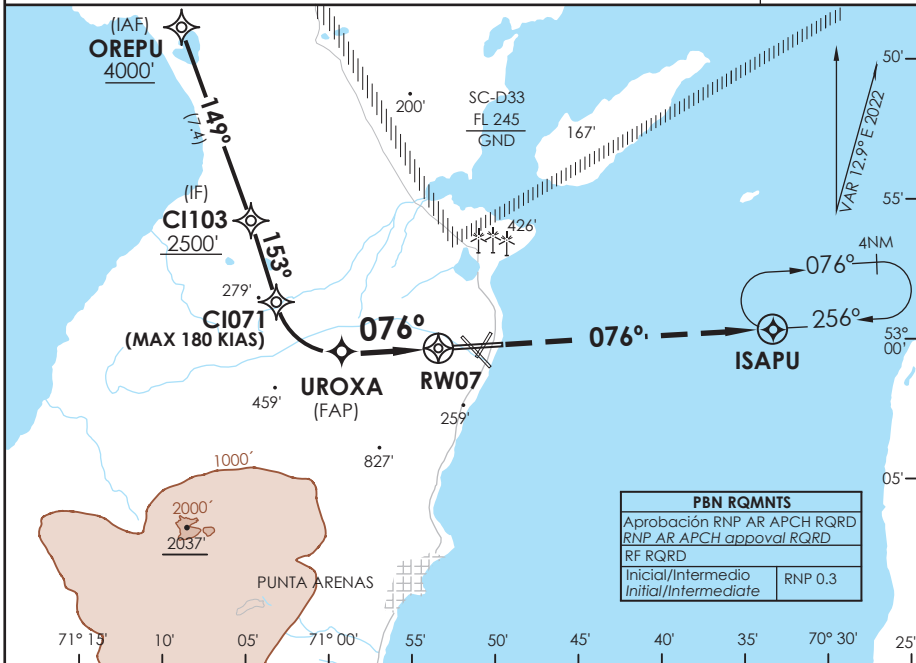 (IAF)
OREPU
4000'
149°
(7.4)
(IF)
CI103
2500'
153°
279'
CI071
(MAX 180 KIAS)
UROXA
(FAP)
076°
RW07
076°
ISAPU
076°
4NM
256°
200'
SC-D33
FL 245
GND
167'
426'
VAR 12.9° E 2022
50'
55'
53°
00'
05'
459'
259'
827'
1000´
2000´
2037'
PUNTA ARENAS
PBN RQMNTS
Aprobación RNP AR APCH RQRD
RNP AR APCH appoval RQRD
RF RQRD
Inicial/Intermedio
Initial/Intermediate
RNP 0.3
71° 15' 10' 05' 71° 00' 55' 50' 45' 40' 35' 70° 30' 25'